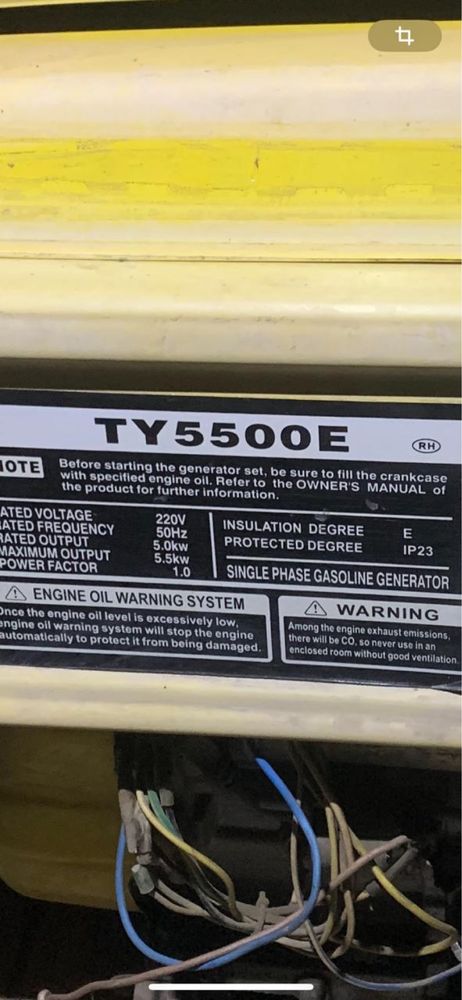 TY5500E
RH
NOTE
Before starting the generator set, be sure to fill the crankcase
with specified engine oil. Refer to the OWNER'S MANUAL of
the product for further information.
ATED VOLTAGE 220V
RATED FREQUENCY 50Hz
RATED OUTPUT 5.0kw
MAXIMUM OUTPUT 5.5kw
POWER FACTOR 1.0
INSULATION DEGREE E
PROTECTED DEGREE IP23
SINGLE PHASE GASOLINE GENERATOR
ENGINE OIL WARNING SYSTEM
Once the engine oil level is excessively low,
engine oil warning system will stop the engine
automatically to protect it from being damaged.
WARNING
Among the engine exhaust emissions,
there will be CO, so never use in an
enclosed room without good ventilation.